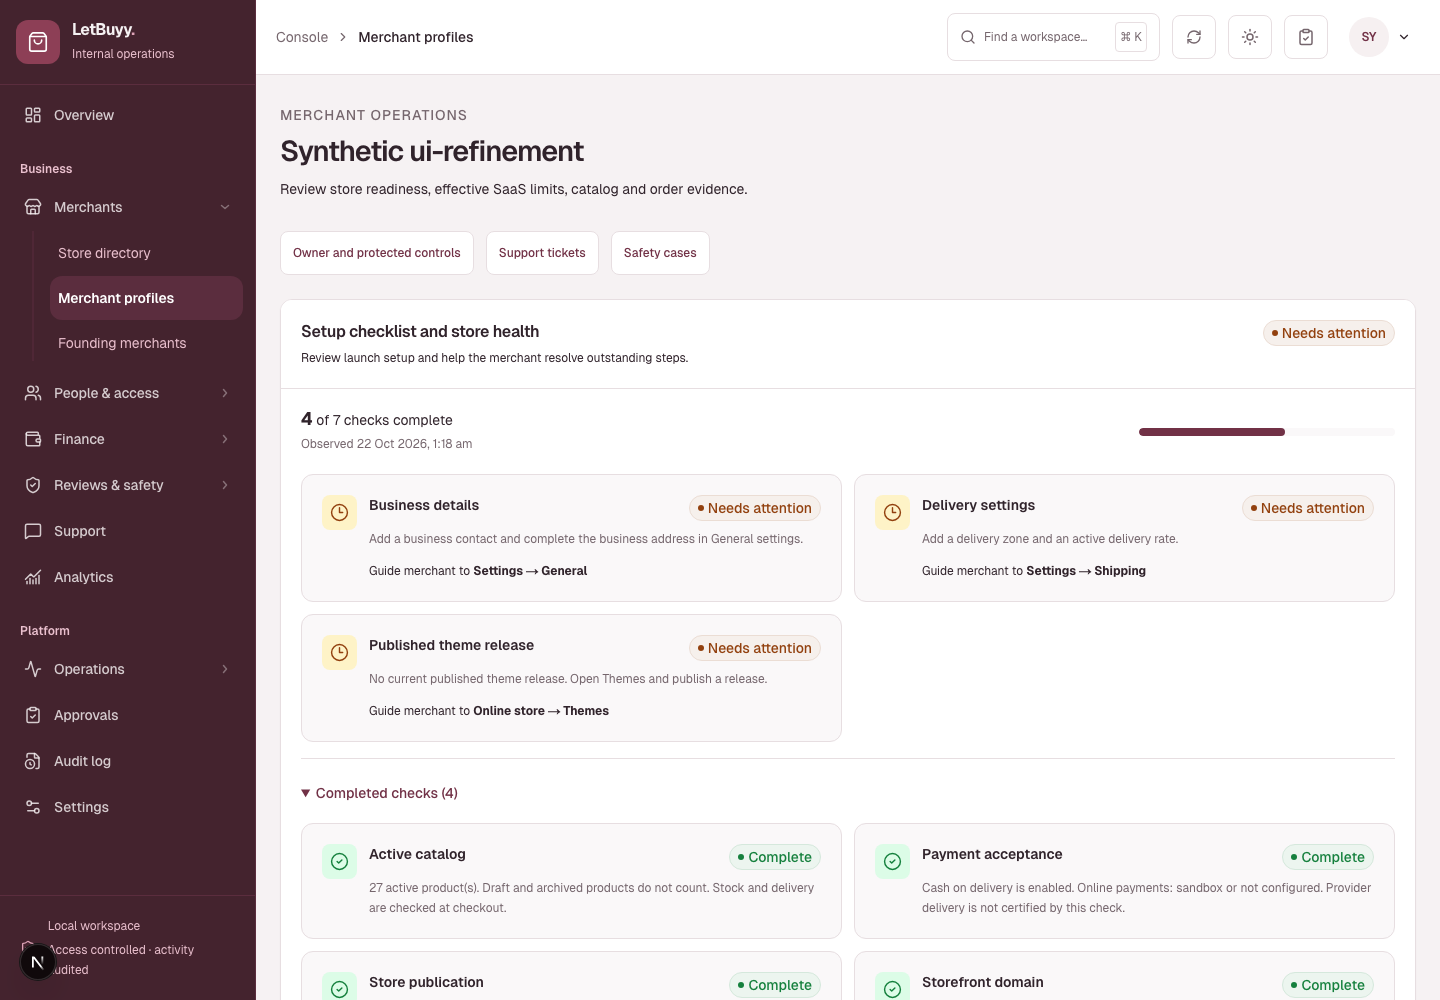 LetBuyy.
Internal operations
Overview
Business
Merchants
Store directory
Merchant profiles
Founding merchants
People & access
Finance
Reviews & safety
Support
Analytics
Platform
Operations
Approvals
Audit log
Settings
Local workspace
Access controlled · activity
audited
N
Console > Merchant profiles
Find a workspace... ⌘ K
SY
MERCHANT OPERATIONS
Synthetic ui-refinement
Review store readiness, effective SaaS limits, catalog and order evidence.
Owner and protected controls
Support tickets
Safety cases
Setup checklist and store health
Needs attention
Review launch setup and help the merchant resolve outstanding steps.
4 of 7 checks complete
Observed 22 Oct 2026, 1:18 am
Business details
Needs attention
Add a business contact and complete the business address in General settings.
Guide merchant to Settings → General
Delivery settings
Needs attention
Add a delivery zone and an active delivery rate.
Guide merchant to Settings → Shipping
Published theme release
Needs attention
No current published theme release. Open Themes and publish a release.
Guide merchant to Online store → Themes
▼ Completed checks (4)
Active catalog
Complete
27 active product(s). Draft and archived products do not count. Stock and delivery
are checked at checkout.
Payment acceptance
Complete
Cash on delivery is enabled. Online payments: sandbox or not configured. Provider
delivery is not certified by this check.
Store publication
Complete
Storefront domain
Complete